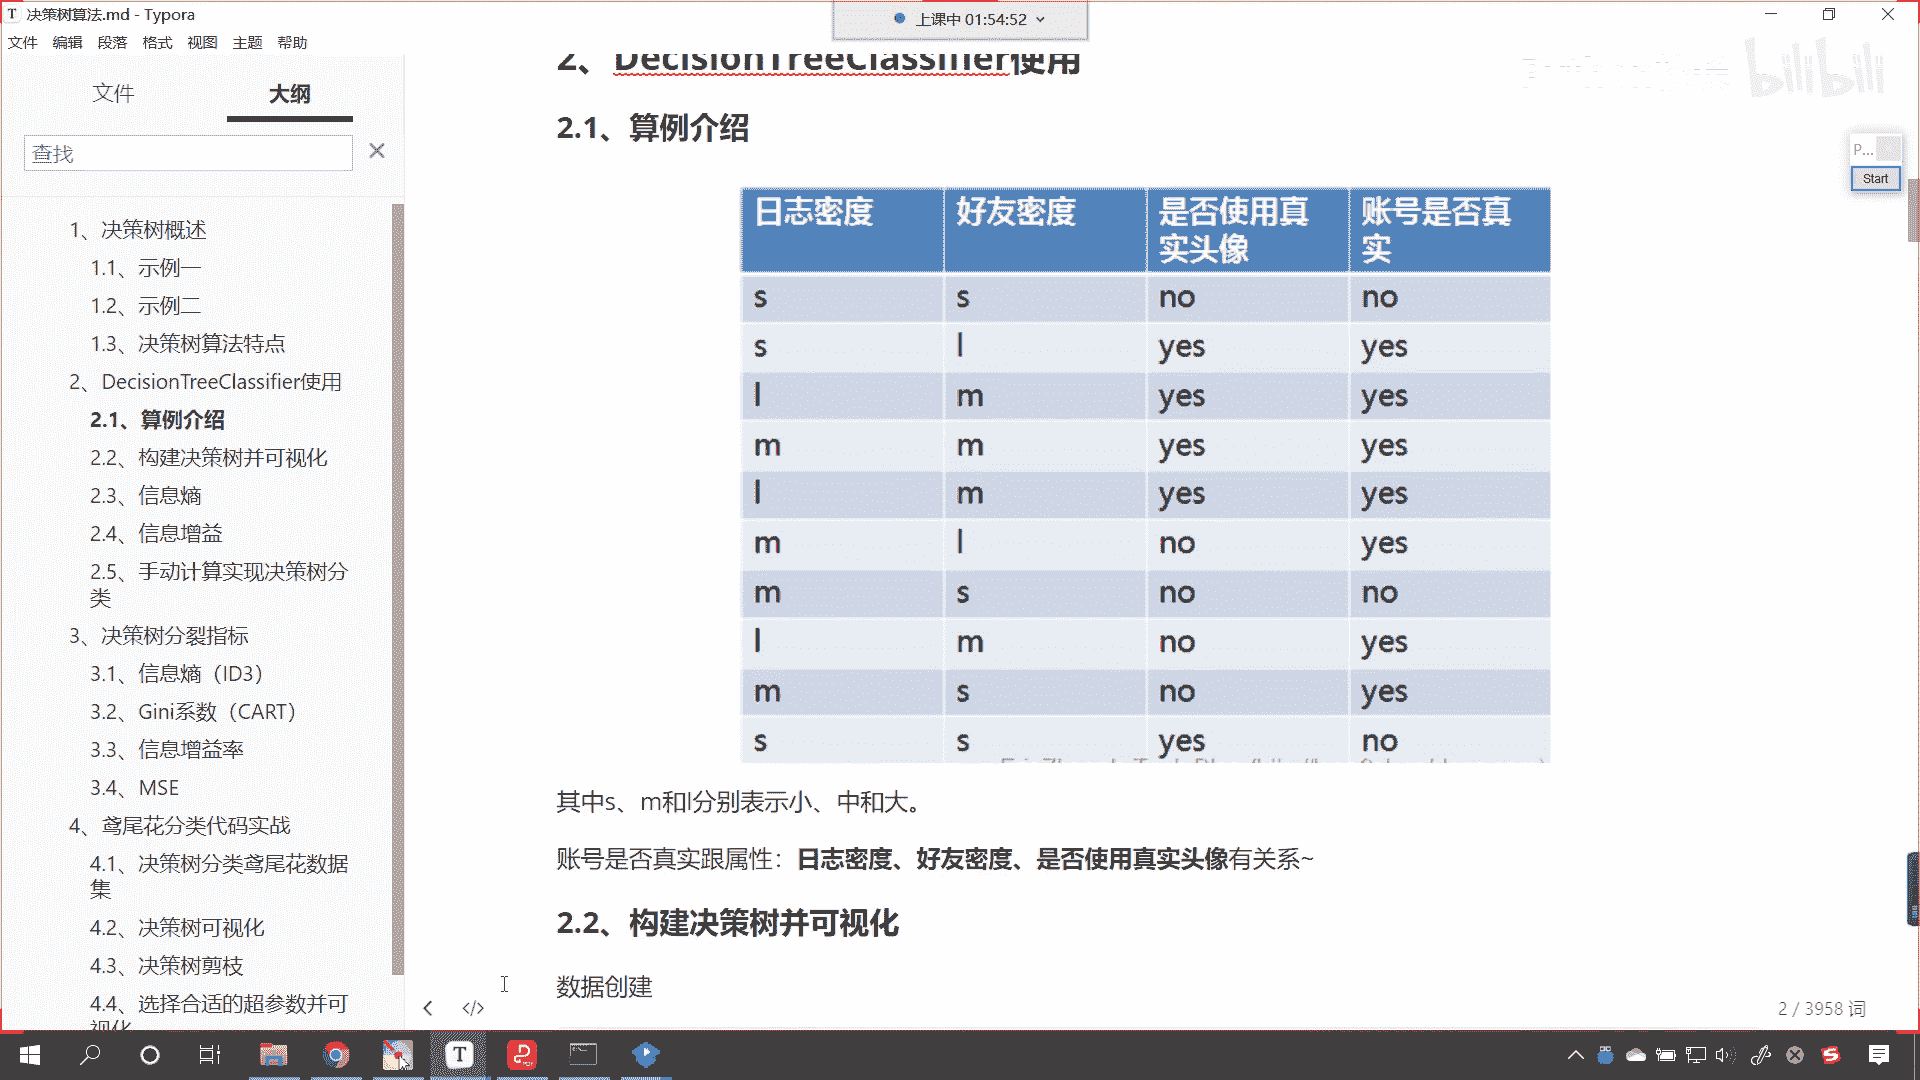 决策树算法.md - Typora
上课中 01:54:52
文件 编辑 段落 格式 视图 主题 帮助
文件 大纲
查找
1、决策树概述
1.1、示例一
1.2、示例二
1.3、决策树算法特点
2、DecisionTreeClassifier使用
2.1、算例介绍
2.2、构建决策树并可视化
2.3、信息熵
2.4、信息增益
2.5、手动计算实现决策树分
类
3、决策树分裂指标
3.1、信息熵（ID3）
3.2、Gini系数（CART）
3.3、信息增益率
3.4、MSE
4、鸢尾花分类代码实战
4.1、决策树分类鸢尾花数据
集
4.2、决策树可视化
4.3、决策树剪枝
4.4、选择合适的超参数并可
视化
2、DecisionTreeClassifier使用
bilibili
P...
Start
2.1、算例介绍
日志密度 好友密度 是否使用真 账号是否真
实头像 实
s s no no
s l yes yes
l m yes yes
m m yes yes
l m yes yes
m l no yes
m s no no
l m no yes
m s no yes
s s yes no
其中s、m和l分别表示小、中和大。
账号是否真实跟属性：日志密度、好友密度、是否使用真实头像有关系~
2.2、构建决策树并可视化
数据创建
2 / 3958 词